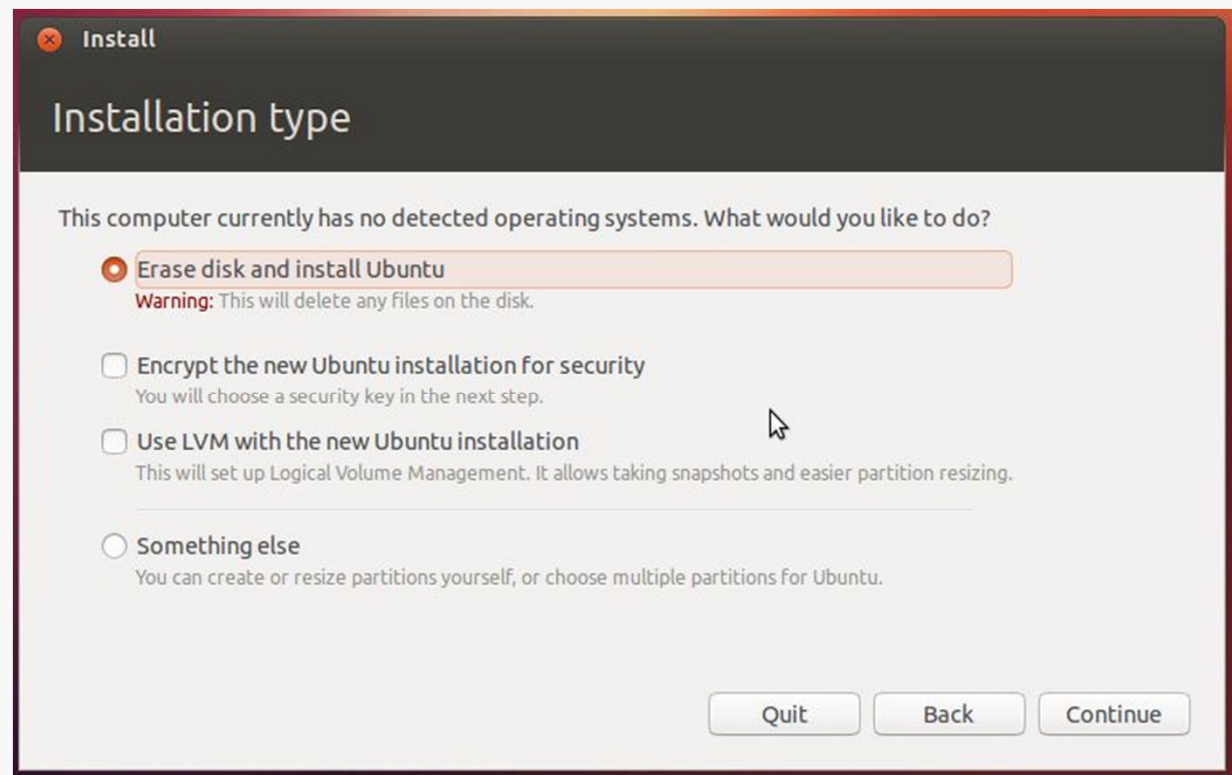 Install
Installation type
This computer currently has no detected operating systems. What would you like to do?
Erase disk and install Ubuntu
Warning: This will delete any files on the disk.
Encrypt the new Ubuntu installation for security
You will choose a security key in the next step.
Use LVM with the new Ubuntu installation
This will set up Logical Volume Management. It allows taking snapshots and easier partition resizing.
Something else
You can create or resize partitions yourself, or choose multiple partitions for Ubuntu.
Quit Back Continue